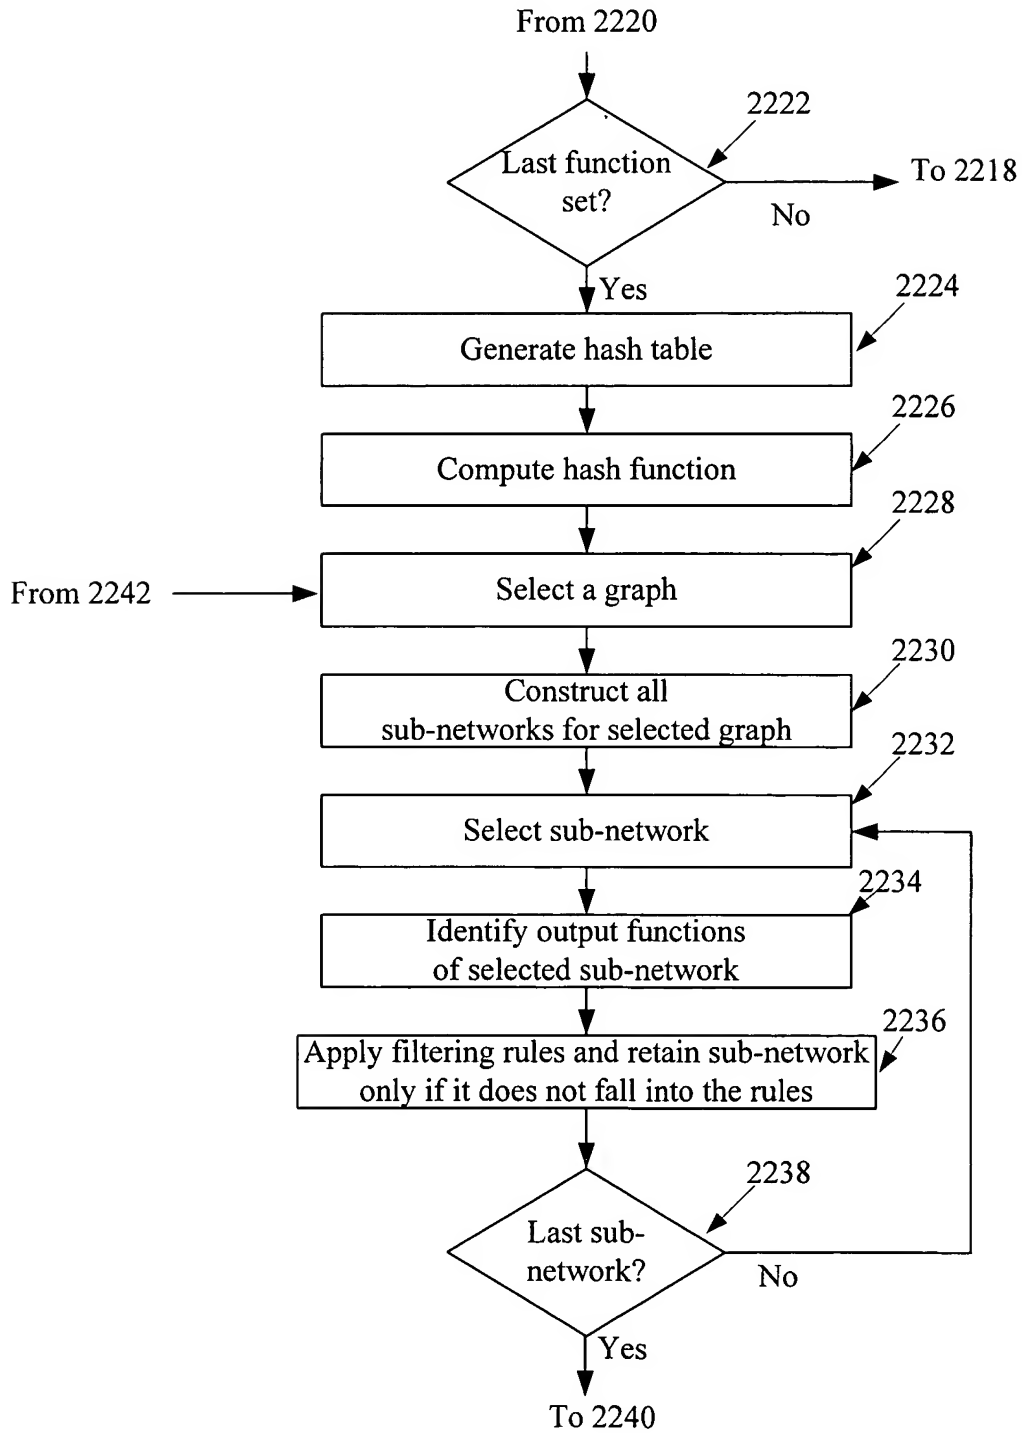 From 2220
2222
Last function
set?
To 2218
No
Yes
2224
Generate hash table
2226
Compute hash function
2228
From 2242
Select a graph
2230
Construct all
sub-networks for selected graph
2232
Select sub-network
2234
Identify output functions
of selected sub-network
2236
Apply filtering rules and retain sub-network
only if it does not fall into the rules
2238
Last sub-
network?
No
Yes
To 2240